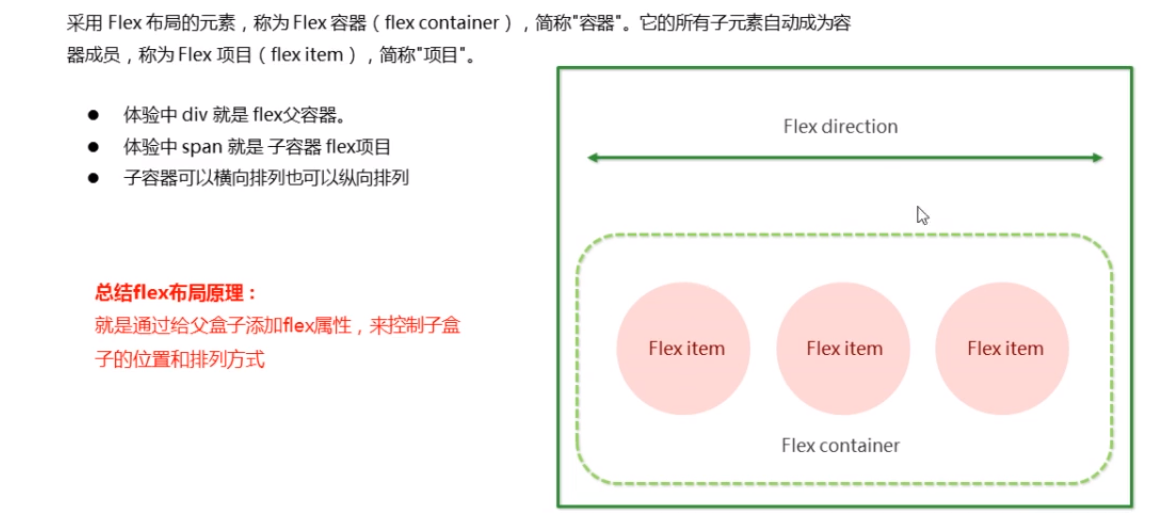 采用 Flex 布局的元素，称为 Flex 容器（flex container），简称"容器"。它的所有子元素自动成为容
器成员，称为 Flex 项目（flex item），简称"项目"。
● 体验中 div 就是 flex父容器。
● 体验中 span 就是 子容器 flex项目
● 子容器可以横向排列也可以纵向排列
总结flex布局原理：
就是通过给父盒子添加flex属性，来控制子盒
子的位置和排列方式
Flex direction
Flex item Flex item Flex item
Flex container